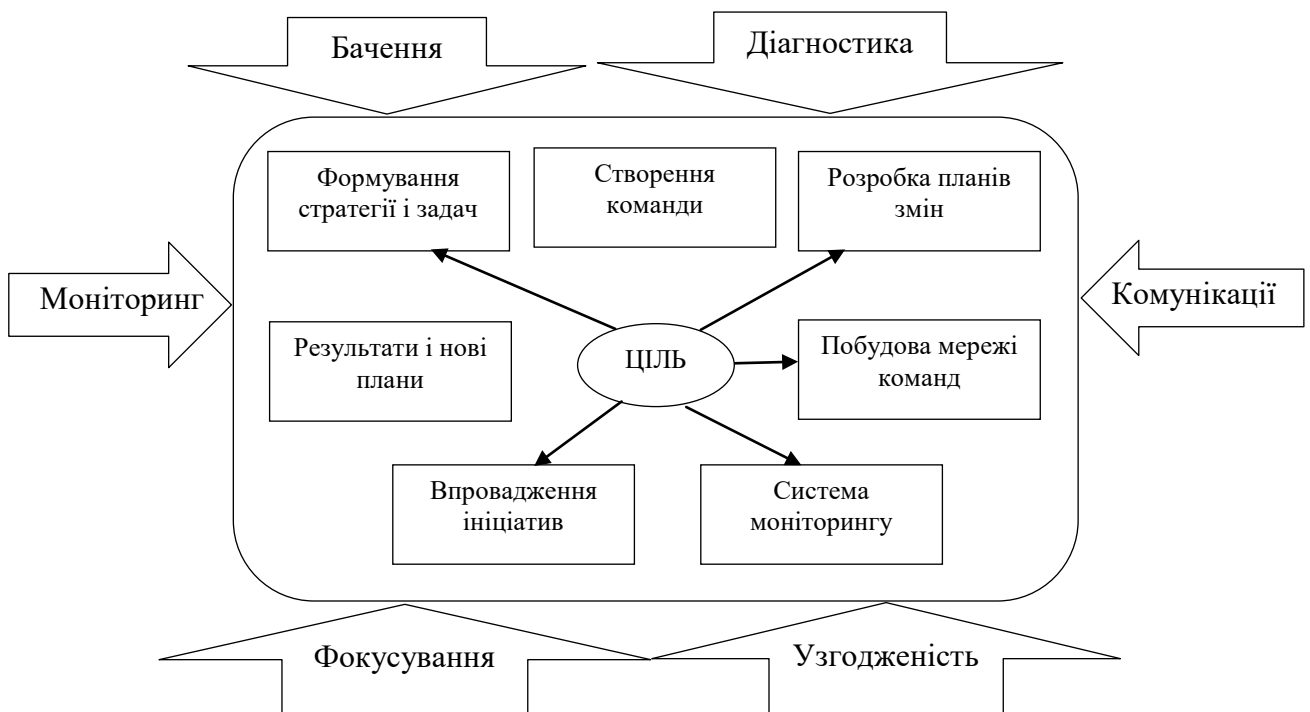 Бачення
Діагностика
Формування
стратегії і задач
Створення
команди
Розробка планів
змін
Моніторинг
Комунікації
Результати і нові
плани
ЦІЛЬ
Побудова мережі
команд
Впровадження
ініціатив
Система
моніторингу
Фокусування
Узгодженість